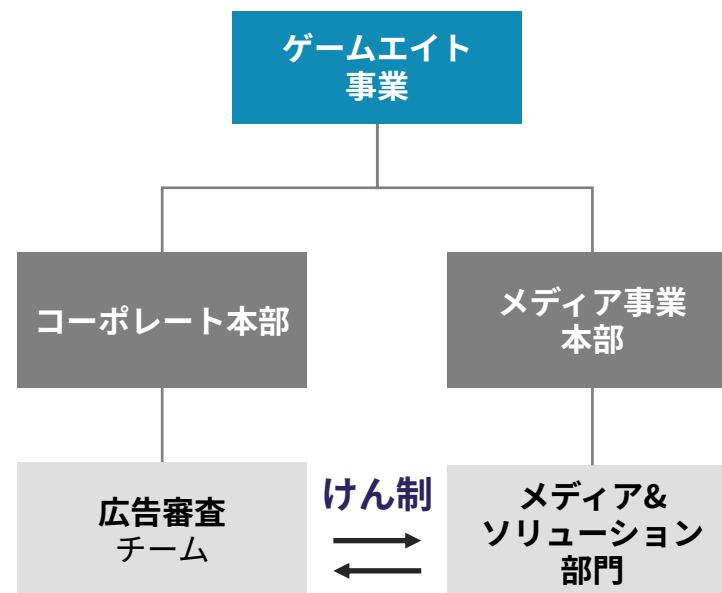 ゲームエイト
事業
コーポレート本部
メディア事業
本部
広告審査
チーム
けん制
メディア&
ソリューション
部門